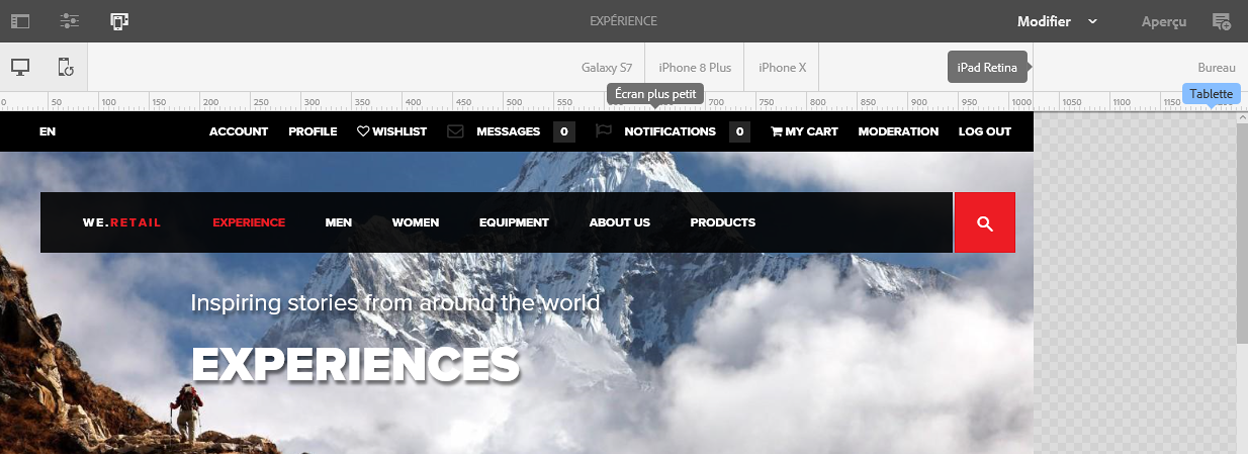 EXPÉRIENCE
Modifier
Aperçu
Galaxy S7
iPhone 8 Plus
iPhone X
iPad Retina
Bureau
Écran plus petit
Tablette
0 50 100 150 200 250 300 350 400 450 500 550 700 750 800 850 900 950 1000 1050 1100 1150
EN ACCOUNT PROFILE WISHLIST MESSAGES 0 NOTIFICATIONS 0 MY CART MODERATION LOG OUT
WE.RETAIL EXPERIENCE MEN WOMEN EQUIPMENT ABOUT US PRODUCTS
Inspiring stories from around the world
EXPERIENCES